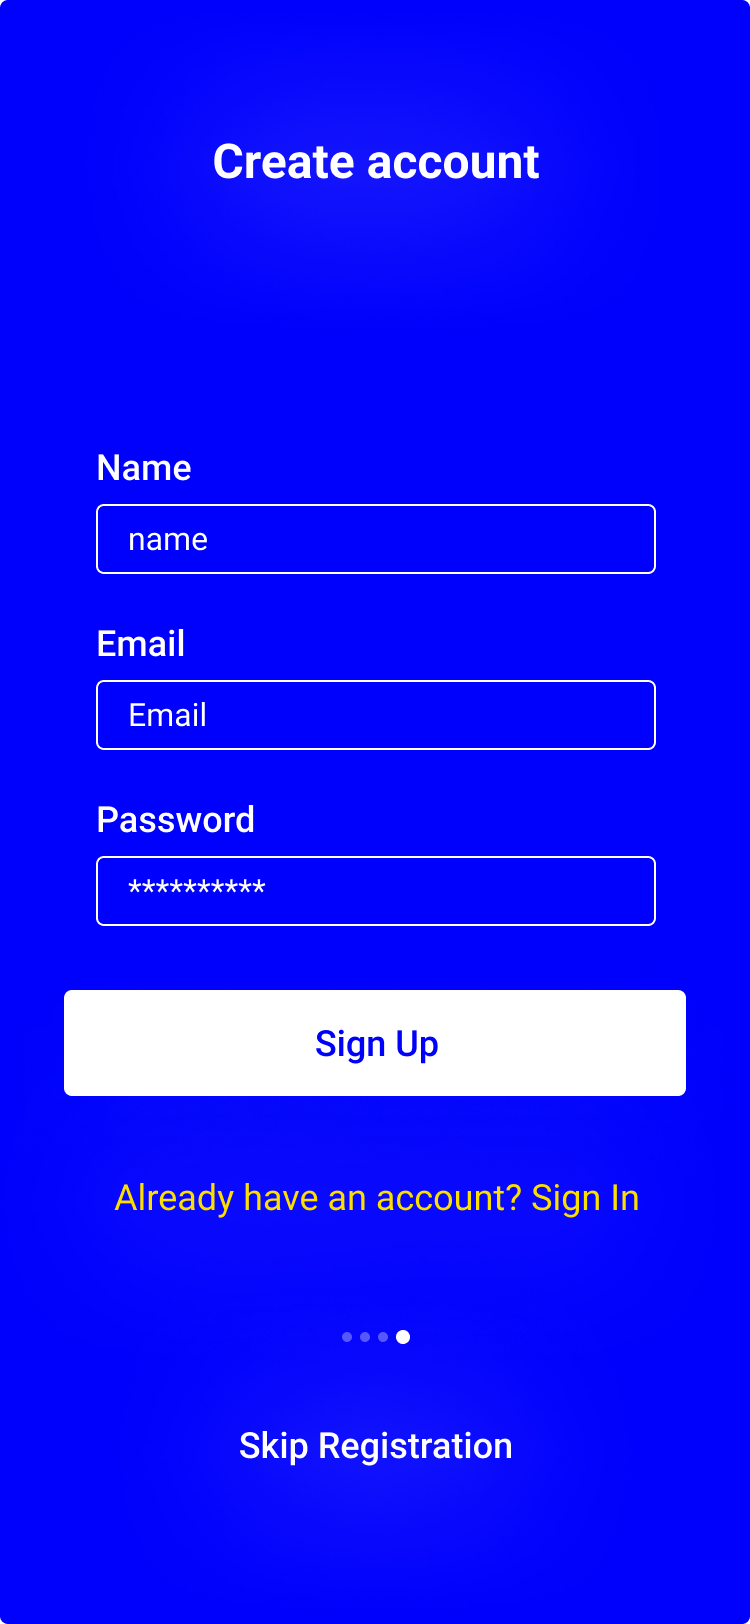 Create account
Name
name
Email
Email
Password
**********
Sign Up
Already have an account? Sign In
Skip Registration